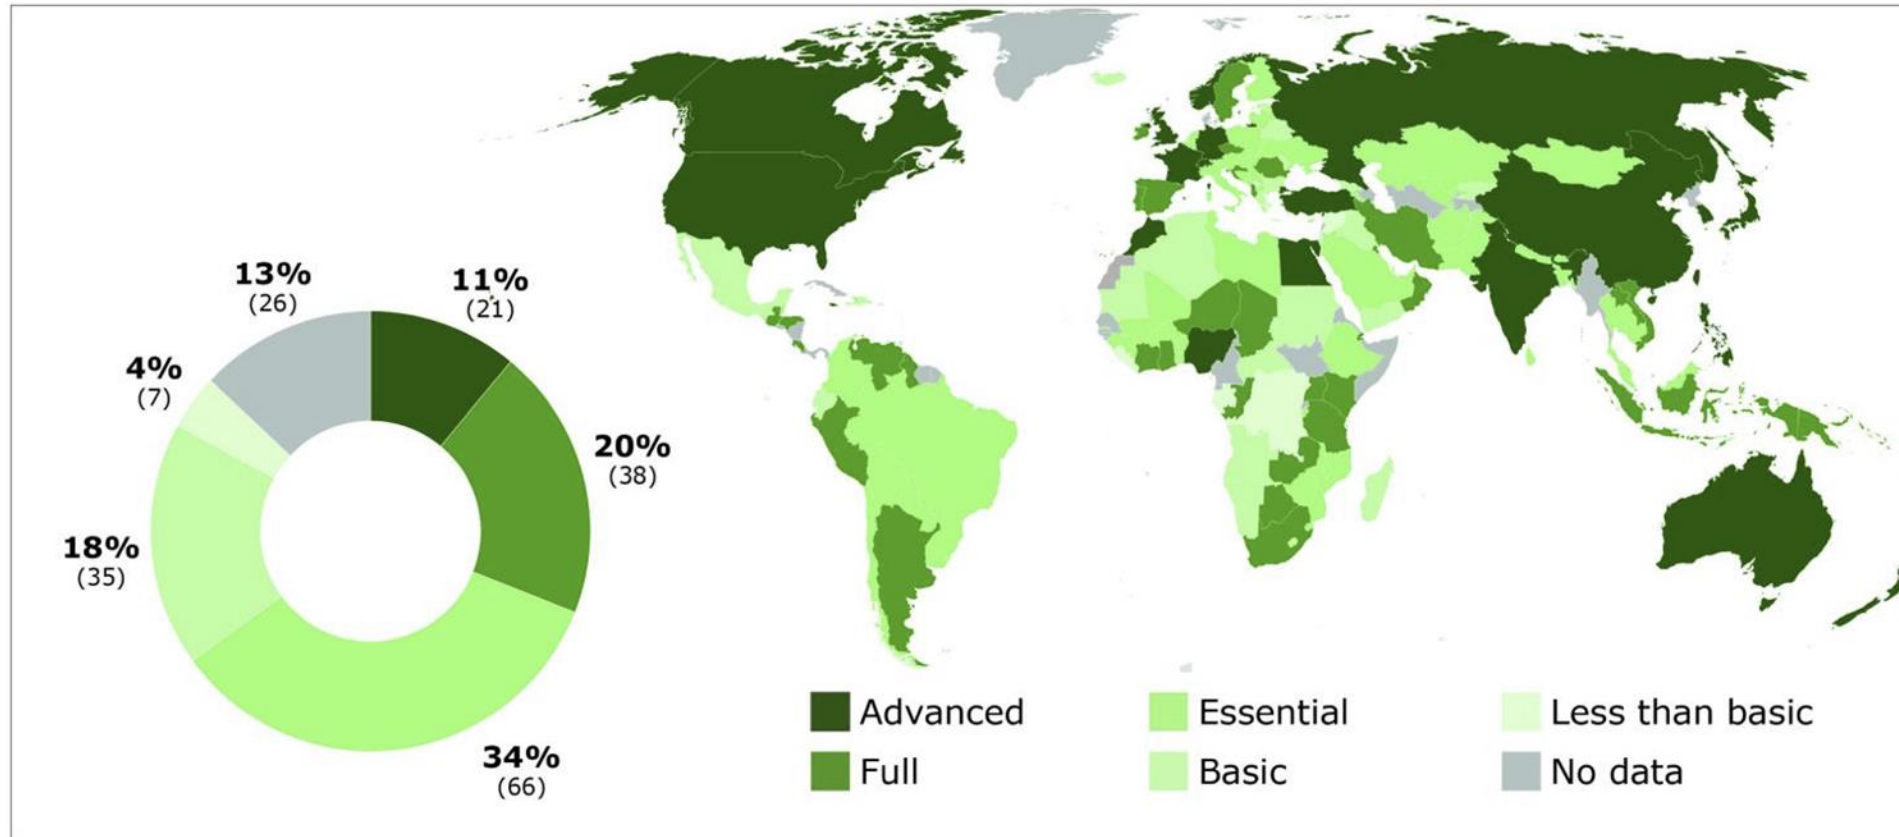 13%
(26)
11%
(21)
4%
(7)
20%
(38)
18%
(35)
34%
(66)
Advanced
Essential
Less than basic
Full
Basic
No data